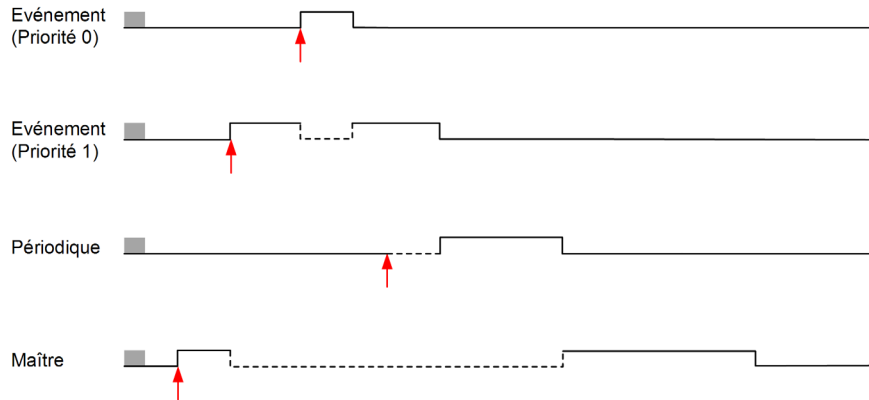 Evénement
(Priorité 0)
Evénement
(Priorité 1)
Périodique
Maître